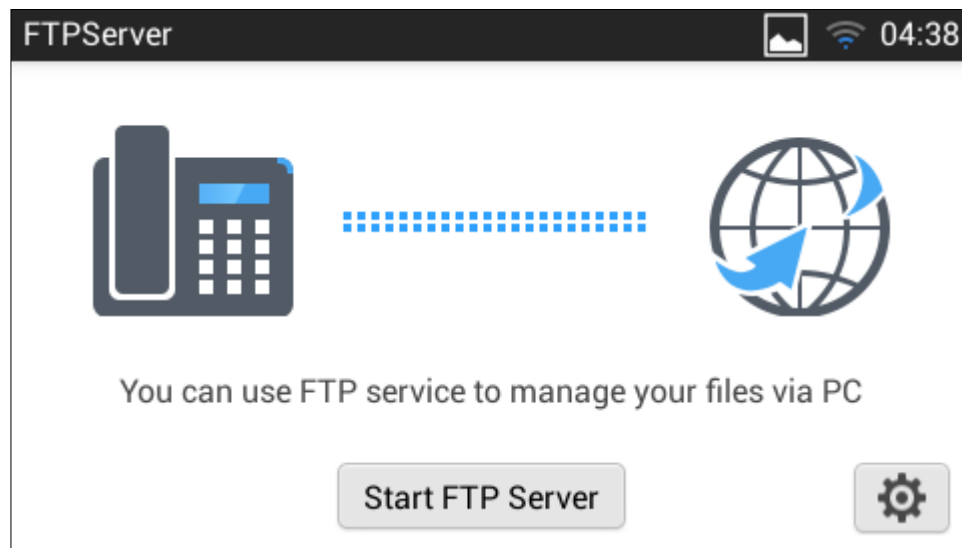 FTPServer 04:38
You can use FTP service to manage your files via PC
Start FTP Server